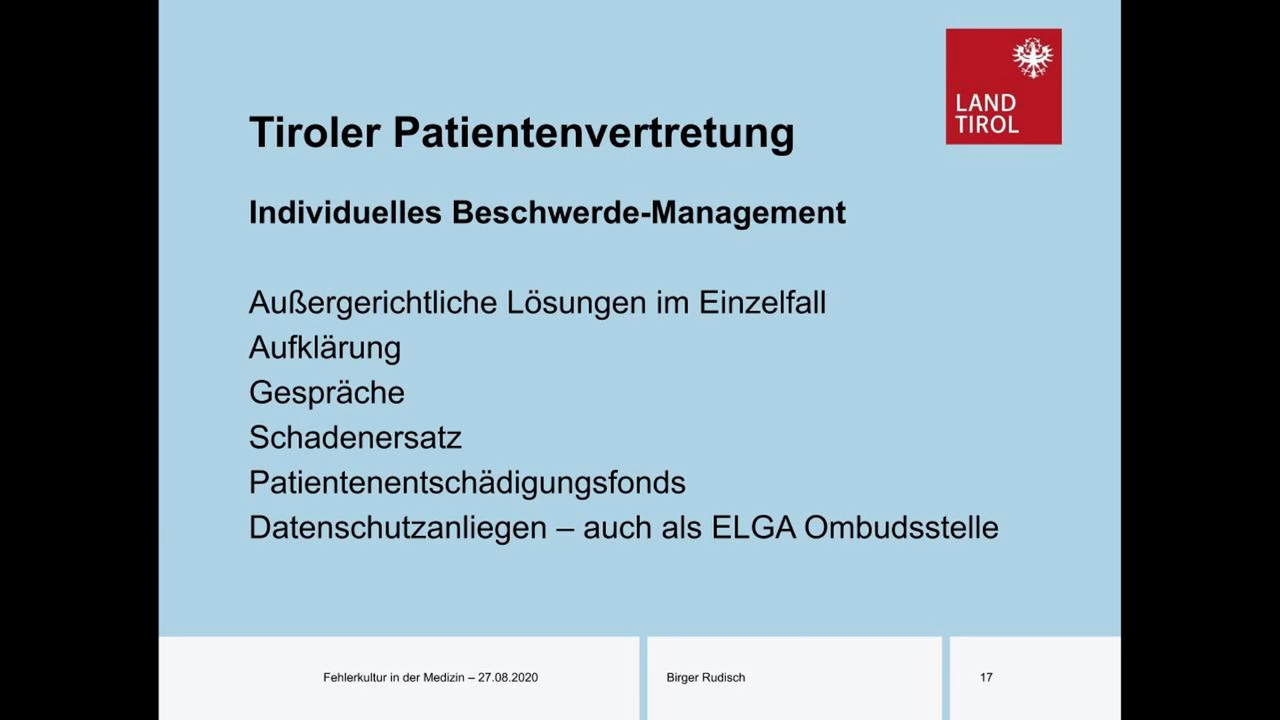 LAND
TIROL
Tiroler Patientenvertretung
Individuelles Beschwerde-Management
Außergerichtliche Lösungen im Einzelfall
Aufklärung
Gespräche
Schadenersatz
Patientenentschädigungsfonds
Datenschutzanliegen – auch als ELGA Ombudsstelle
Fehlerkultur in der Medizin – 27.08.2020
Birger Rudisch
17